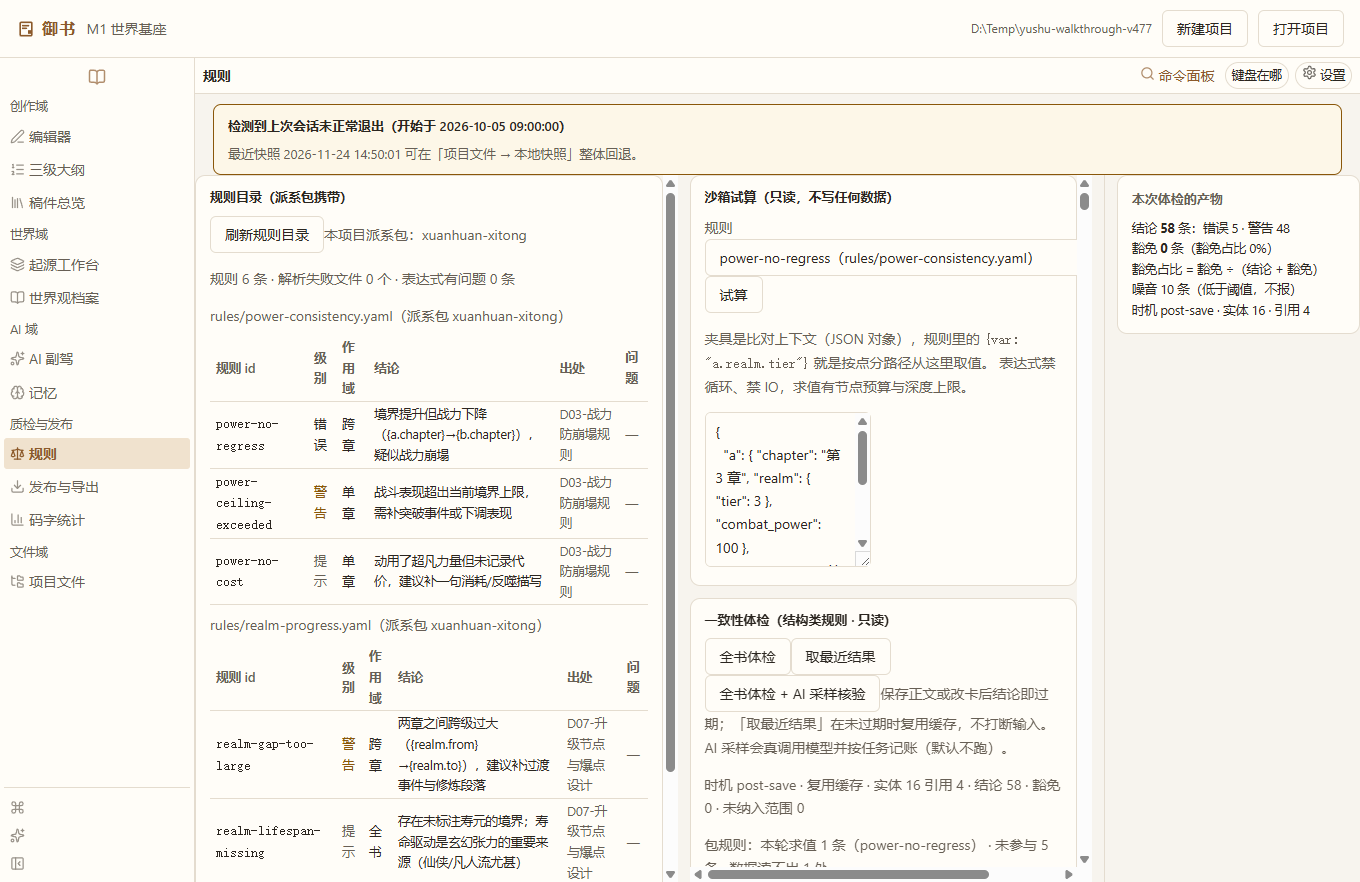 御书 M1 世界基座
D:\Temp\yushu-walkthrough-v477 新建项目 打开项目
规则
命令面板 键盘在哪 设置
创作域
编辑器
三级大纲
稿件总览
世界域
起源工作台
世界观档案
AI 域
AI 副驾
记忆
质检与发布
规则
发布与导出
码字统计
文件域
项目文件
检测到上次会话未正常退出（开始于 2026-10-05 09:00:00）
最近快照 2026-11-24 14:50:01 可在「项目文件 → 本地快照」整体回退。
规则目录（派系包携带）
刷新规则目录 本项目派系包：xuanhuan-xitong
规则 6 条 · 解析失败文件 0 个 · 表达式有问题 0 条
rules/power-consistency.yaml（派系包 xuanhuan-xitong）
规则 id 级别 作用域 结论 出处 问题
power-no-regress 错误 跨章 境界提升但战力下降（{a.chapter}→{b.chapter}），疑似战力崩塌 D03-战力防崩塌规则 —
power-ceiling-exceeded 警告 单章 战斗表现超出当前境界上限，需补突破事件或下调表现 D03-战力防崩塌规则 —
power-no-cost 提示 单章 动用了超凡力量但未记录代价，建议补一句消耗/反噬描写 D03-战力防崩塌规则 —
rules/realm-progress.yaml（派系包 xuanhuan-xitong）
规则 id 级别 作用域 结论 出处 问题
realm-gap-too-large 警告 跨章 两章之间跨级过大（{realm.from}→{realm.to}），建议补过渡事件与修炼段落 D07-升级节点与爆点设计 —
realm-lifespan-missing 提示 全书 存在未标注寿元的境界；寿命驱动是玄幻张力的重要来源（仙侠/凡人流尤甚） D07-升级节点与爆点设计 —
沙箱试算（只读，不写任何数据）
规则
power-no-regress（rules/power-consistency.yaml）
试算
夹具是比对上下文（JSON 对象），规则里的 {var:
"a.realm.tier"} 就是按点分路径从这里取值。 表达式禁
循环、禁 IO，求值有节点预算与深度上限。
{
"a": { "chapter": "第
3 章", "realm": {
"tier": 3 },
"combat_power":
100 },
一致性体检（结构类规则 · 只读）
全书体检 取最近结果
全书体检 + AI 采样核验 保存正文或改卡后结论即过
期；「取最近结果」在未过期时复用缓存，不打断输入。
AI 采样会真调用模型并按任务记账（默认不跑）。
时机 post-save · 复用缓存 · 实体 16 引用 4 · 结论 58 · 豁免
0 · 未纳入范围 0
包规则：本轮求值 1 条（power-no-regress） · 未参与 5
本次体检的产物
结论 58 条：错误 5 · 警告 48
豁免 0 条（豁免占比 0%）
豁免占比 = 豁免 ÷（结论 + 豁免）
噪音 10 条（低于阈值，不报）
时机 post-save · 实体 16 · 引用 4